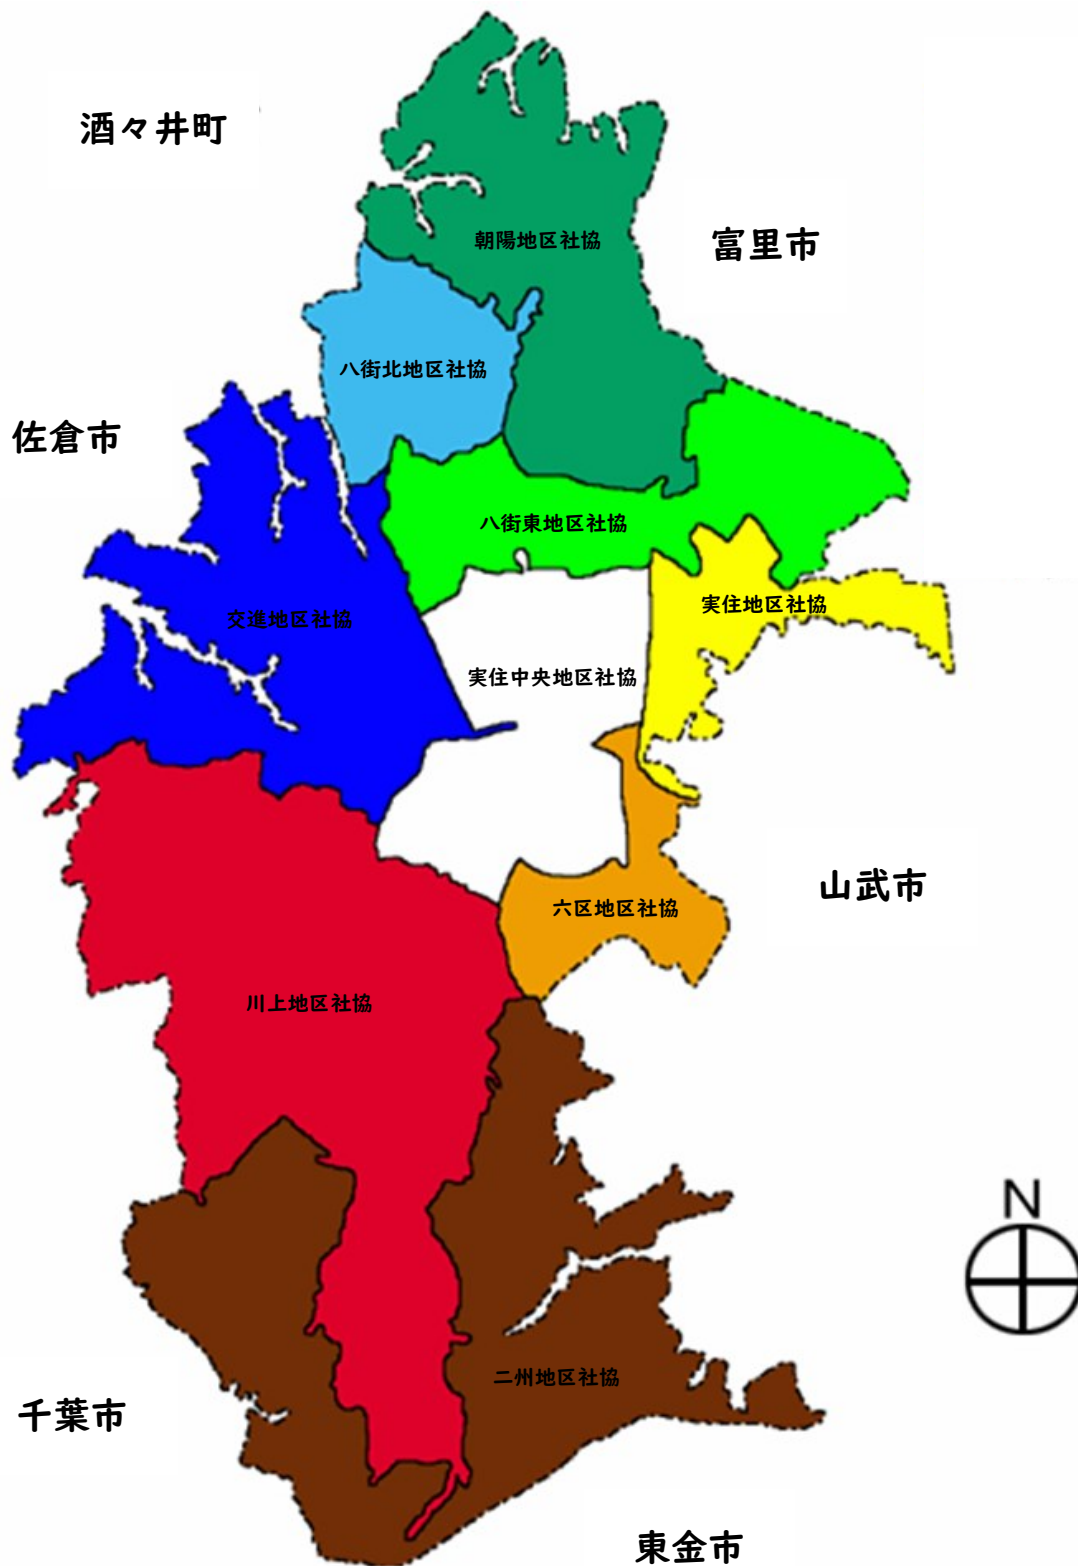 酒々井町
朝陽地区社協
富里市
八街北地区社協
佐倉市
八街東地区社協
実住地区社協
交進地区社協
実住中央地区社協
山武市
六区地区社協
川上地区社協
N
二州地区社協
千葉市
東金市